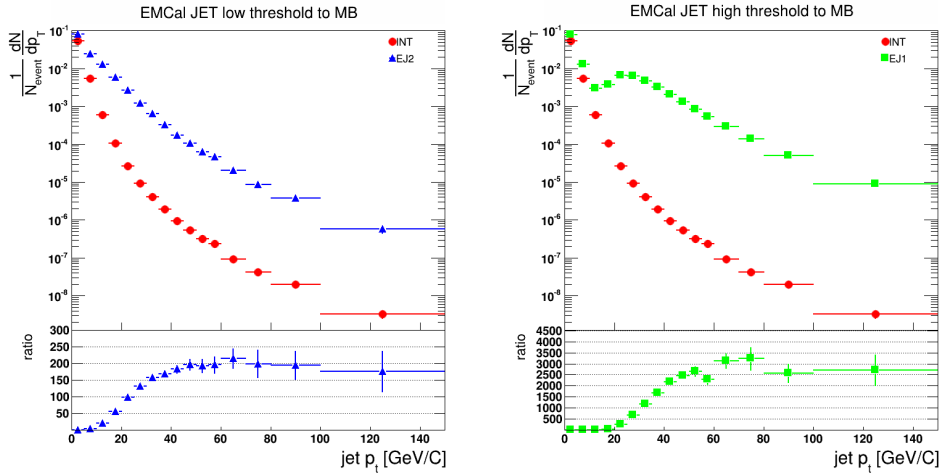 EMCal JET low threshold to MB
1
N_event
dN
dp_T
10^-1
10^-2
10^-3
10^-4
10^-5
10^-6
10^-7
10^-8
INT
EJ2
ratio
300
250
200
150
100
50
0 20 40 60 80 100 120 140
jet p_t [GeV/C]
EMCal JET high threshold to MB
1
N_event
dN
dp_T
10^-1
10^-2
10^-3
10^-4
10^-5
10^-6
10^-7
10^-8
INT
EJ1
ratio
4500
4000
3500
3000
2500
2000
1500
1000
500
0 20 40 60 80 100 120 140
jet p_t [GeV/C]